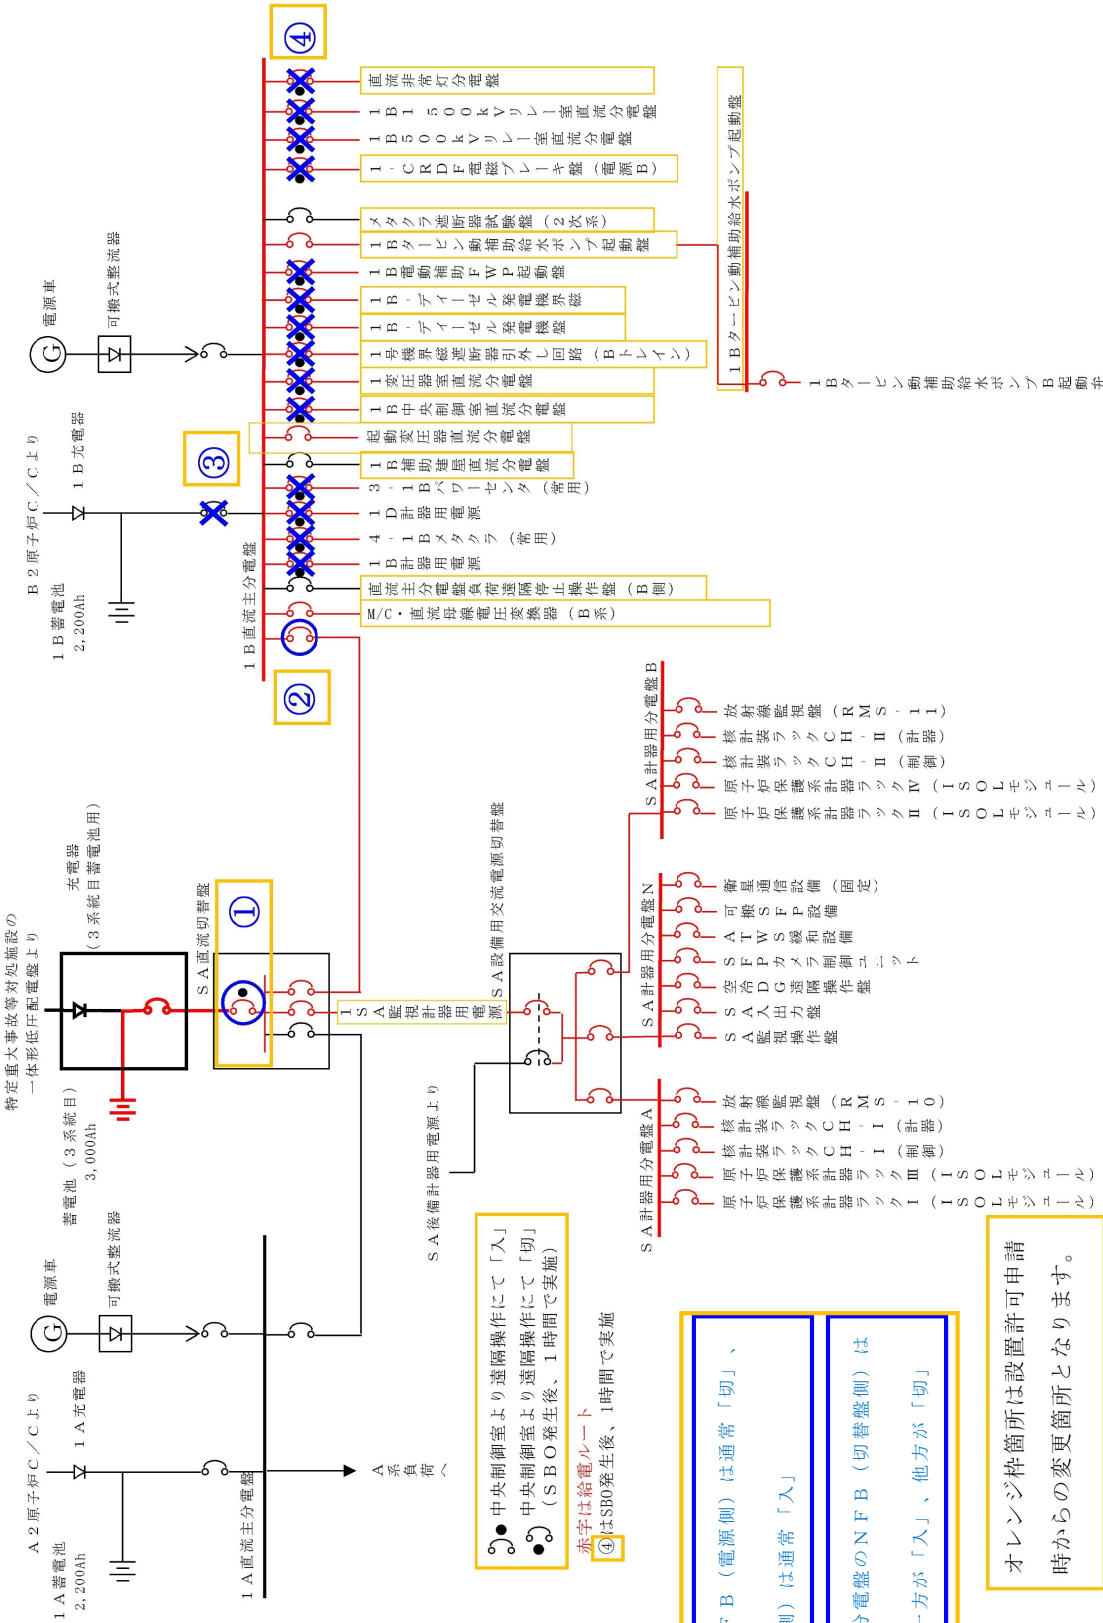 A2原子炉C/Cより
1A蓄電池
2,200Ah
1A充電器
1A直流主分電盤
A系負荷へ
G
電源車
可搬式整流器
特定重大事故等対処施設の
一体形低圧配電盤より
蓄電池(3系統目)
3,000Ah
充電器
(3系統目蓄電池用)
SA直流切替盤
①
1SA監視計器用電源
SA後備計器用電源より
SA設備用交流電源切替盤
B2原子炉C/Cより
1B蓄電池
2,200Ah
1B充電器
③
G
電源車
可搬式整流器
1B直流主分電盤
②
④
M/C・直流母線電圧変換器(B系)
直流主分電盤負荷遠隔停止操作盤(B側)
1B計器用電源
4-1Bメタクラ(常用)
1D計器用電源
3-1Bパワーセンタ(常用)
1B補助建屋直流分電盤
起動変圧器直流分電盤
1B中央制御室直流分電盤
1変圧器室直流分電盤
1号機界磁遮断器引外し回路(Bトレイン)
1B-ディーゼル発電機盤
1B-ディーゼル発電機界磁
1B電動補助FWP起動盤
1Bタービン動補助給水ポンプ起動盤
メタクラ遮断器試験盤(2次系)
1-CRDF電磁ブレーキ盤(電源B)
1B500kVリレー室直流分電盤
1B1 500kVリレー室直流分電盤
直流非常灯分電盤
1Bタービン動補助給水ポンプ起動盤
1Bタービン動補助給水ポンプB起動弁
SA計器用分電盤A
原子炉保護系計器ラックⅠ(ISOLモジュール)
原子炉保護系計器ラックⅢ(ISOLモジュール)
核計装ラックCH-Ⅰ(制御)
核計装ラックCH-Ⅰ(計器)
放射線監視盤(RMS-10)
SA計器用分電盤N
SA監視操作盤
SA入出力盤
空冷DG遠隔操作盤
SFPカメラ制御ユニット
ATWS緩和設備
可搬SFP設備
衛星通信設備(固定)
SA計器用分電盤B
原子炉保護系計器ラックⅡ(ISOLモジュール)
原子炉保護系計器ラックⅣ(ISOLモジュール)
核計装ラックCH-Ⅱ(制御)
核計装ラックCH-Ⅱ(計器)
放射線監視盤(RMS-11)
中央制御室より遠隔操作にて「入」
中央制御室より遠隔操作にて「切」
(SBO発生後、1時間で実施)
赤字は給電ルート
④はSBO発生後、1時間で実施
B(電源側)は通常「切」、
側)は通常「入」
分電盤のNFB(切替盤側)は
一方が「入」、他方が「切」
オレンジ枠箇所は設置許可申請
時からの変更箇所となります。